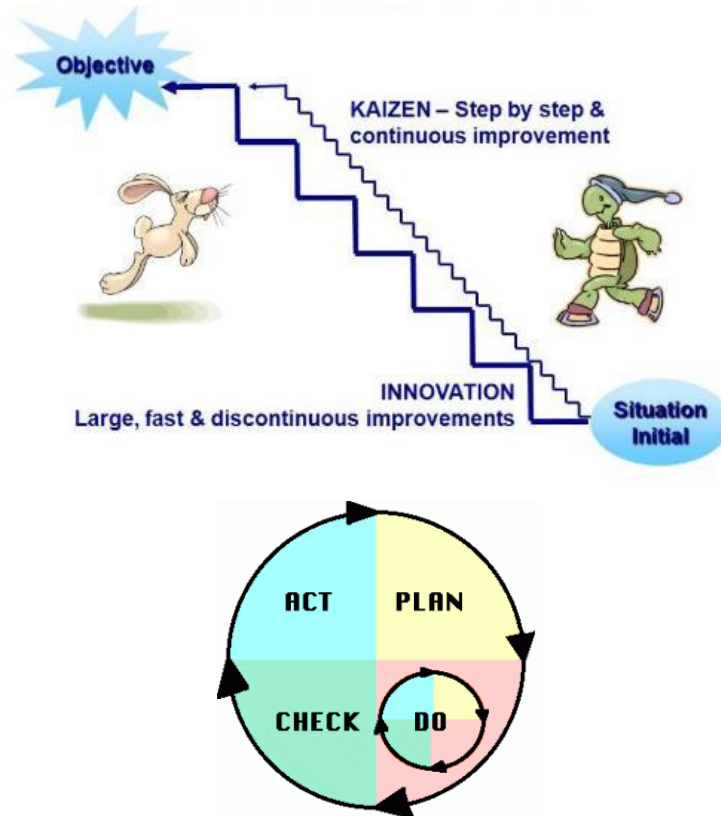 Objective
KAIZEN – Step by step &
continuous improvement
INNOVATION
Large, fast & discontinuous improvements
Situation
Initial
ACT
PLAN
CHECK
DO